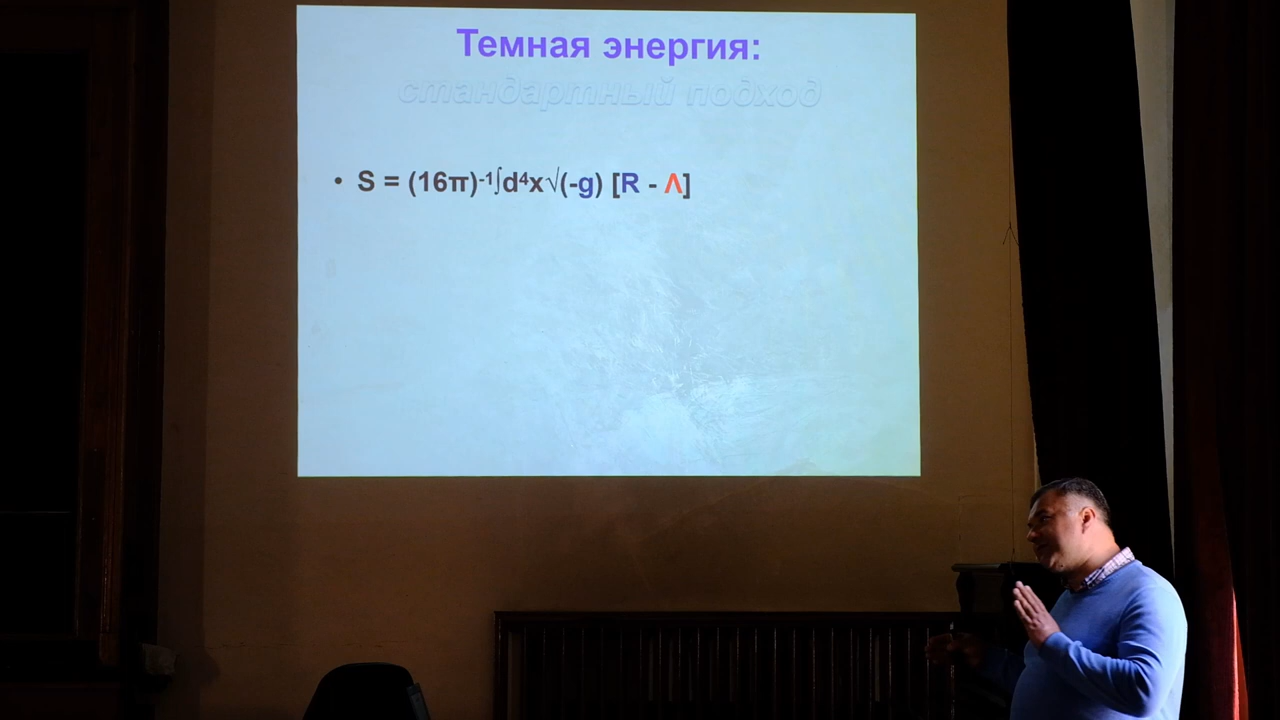 Темная энергия:
стандартный подход
• S = (16π)⁻¹∫d⁴x√(-g) [R - Λ]